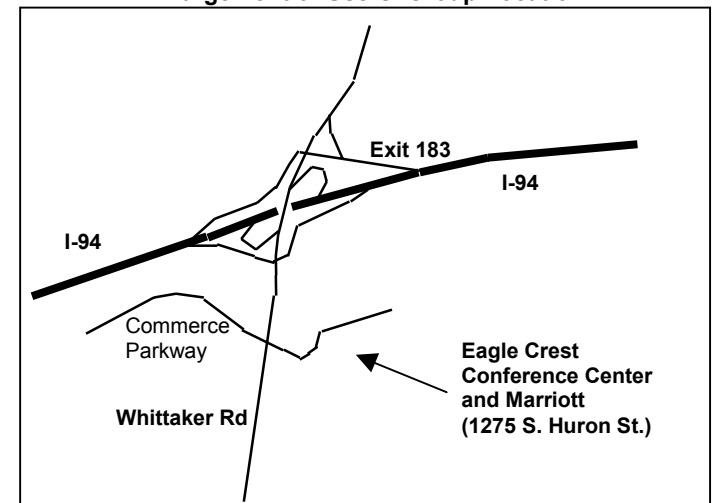 Exit 183
I-94
I-94
Commerce
Parkway
Eagle Crest
Conference Center
and Marriott
(1275 S. Huron St.)
Whittaker Rd